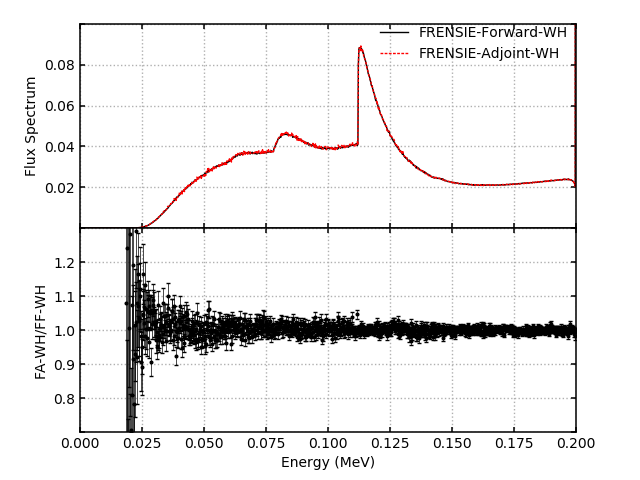 FRENSIE-Forward-WH
FRENSIE-Adjoint-WH
Flux Spectrum
0.08
0.06
0.04
0.02
FA-WH/FF-WH
1.2
1.1
1.0
0.9
0.8
0.000 0.025 0.050 0.075 0.100 0.125 0.150 0.175 0.200
Energy (MeV)